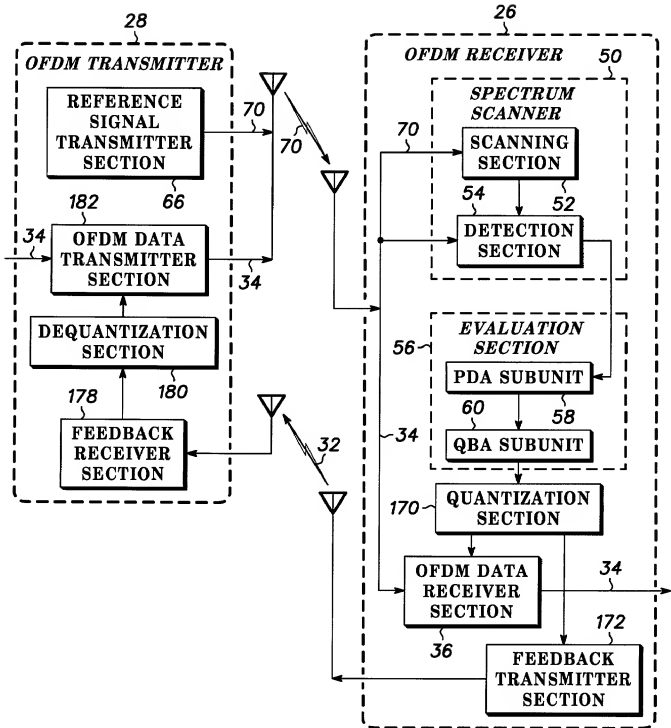 28
OFDM TRANSMITTER
REFERENCE
SIGNAL
TRANSMITTER
SECTION
66
70
70
182
34
OFDM DATA
TRANSMITTER
SECTION
34
DEQUANTIZATION
SECTION
180
178
FEEDBACK
RECEIVER
SECTION
32
26
OFDM RECEIVER
50
SPECTRUM
SCANNER
70
SCANNING
SECTION
54
52
DETECTION
SECTION
56
EVALUATION
SECTION
PDA SUBUNIT
60
58
QBA SUBUNIT
34
170
QUANTIZATION
SECTION
OFDM DATA
RECEIVER
SECTION
36
34
172
FEEDBACK
TRANSMITTER
SECTION